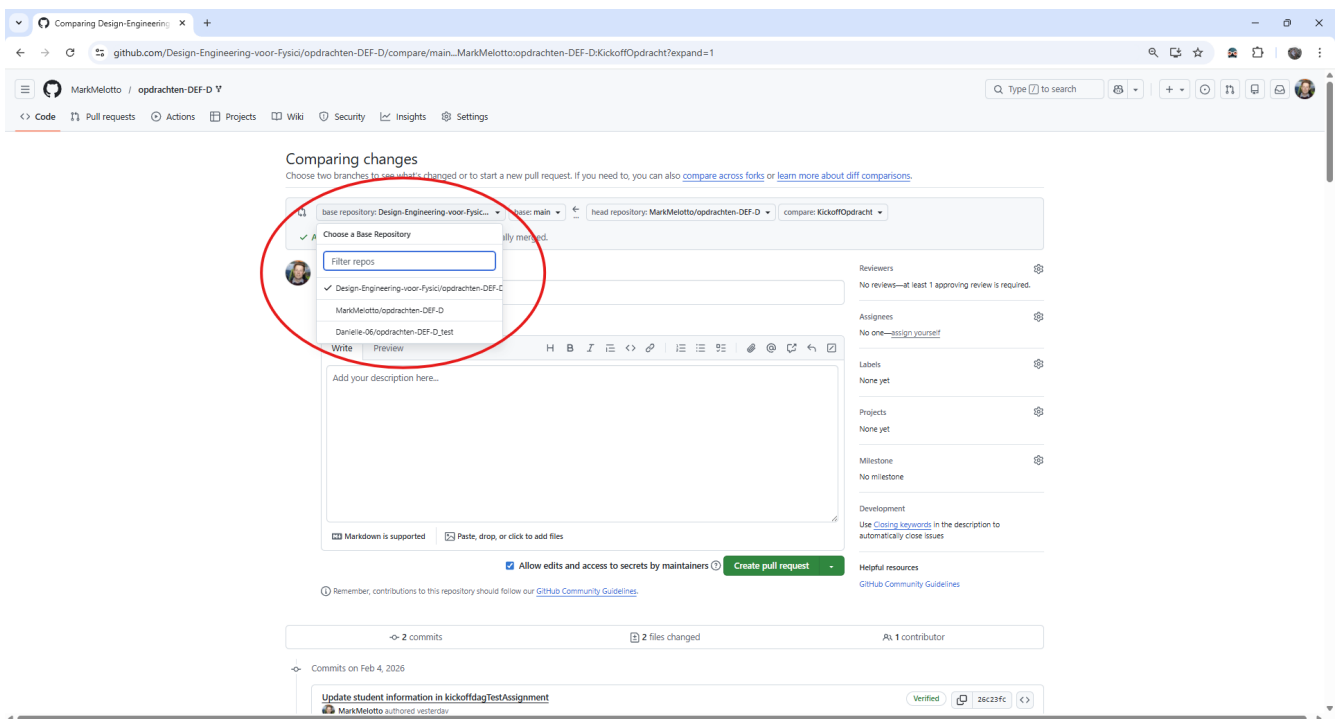 Comparing Design-Engineering
github.com/Design-Engineering-voor-Fysici/opdrachten-DEF-D/compare/main...MarkMelotto:opdrachten-DEF-D:KickoffOpdracht?expand=1
MarkMelotto / opdrachten-DEF-D
Type / to search
Code Pull requests Actions Projects Wiki Security Insights Settings
Comparing changes
Choose two branches to see what's changed or to start a new pull request. If you need to, you can also compare across forks or learn more about diff comparisons.
base repository: Design-Engineering-voor-Fysic... base: main head repository: MarkMelotto/opdrachten-DEF-D compare: KickoffOpdracht
Choose a Base Repository
merged.
Filter repos
Design-Engineering-voor-Fysici/opdrachten-DEF-D
MarkMelotto/opdrachten-DEF-D
Danielle-06/opdrachten-DEF-D_test
Reviewers
No reviews—at least 1 approving review is required.
Assignees
No one—assign yourself
Write Preview
Add your description here...
Labels
None yet
Projects
None yet
Milestone
No milestone
Development
Use Closing keywords in the description to
automatically close issues
Markdown is supported Paste, drop, or click to add files
Allow edits and access to secrets by maintainers Create pull request
Helpful resources
GitHub Community Guidelines
Remember, contributions to this repository should follow our GitHub Community Guidelines.
2 commits 2 files changed 1 contributor
Commits on Feb 4, 2026
Update student information in kickoffdagTestAssignment
Verified 26c23fc
MarkMelotto authored yesterday